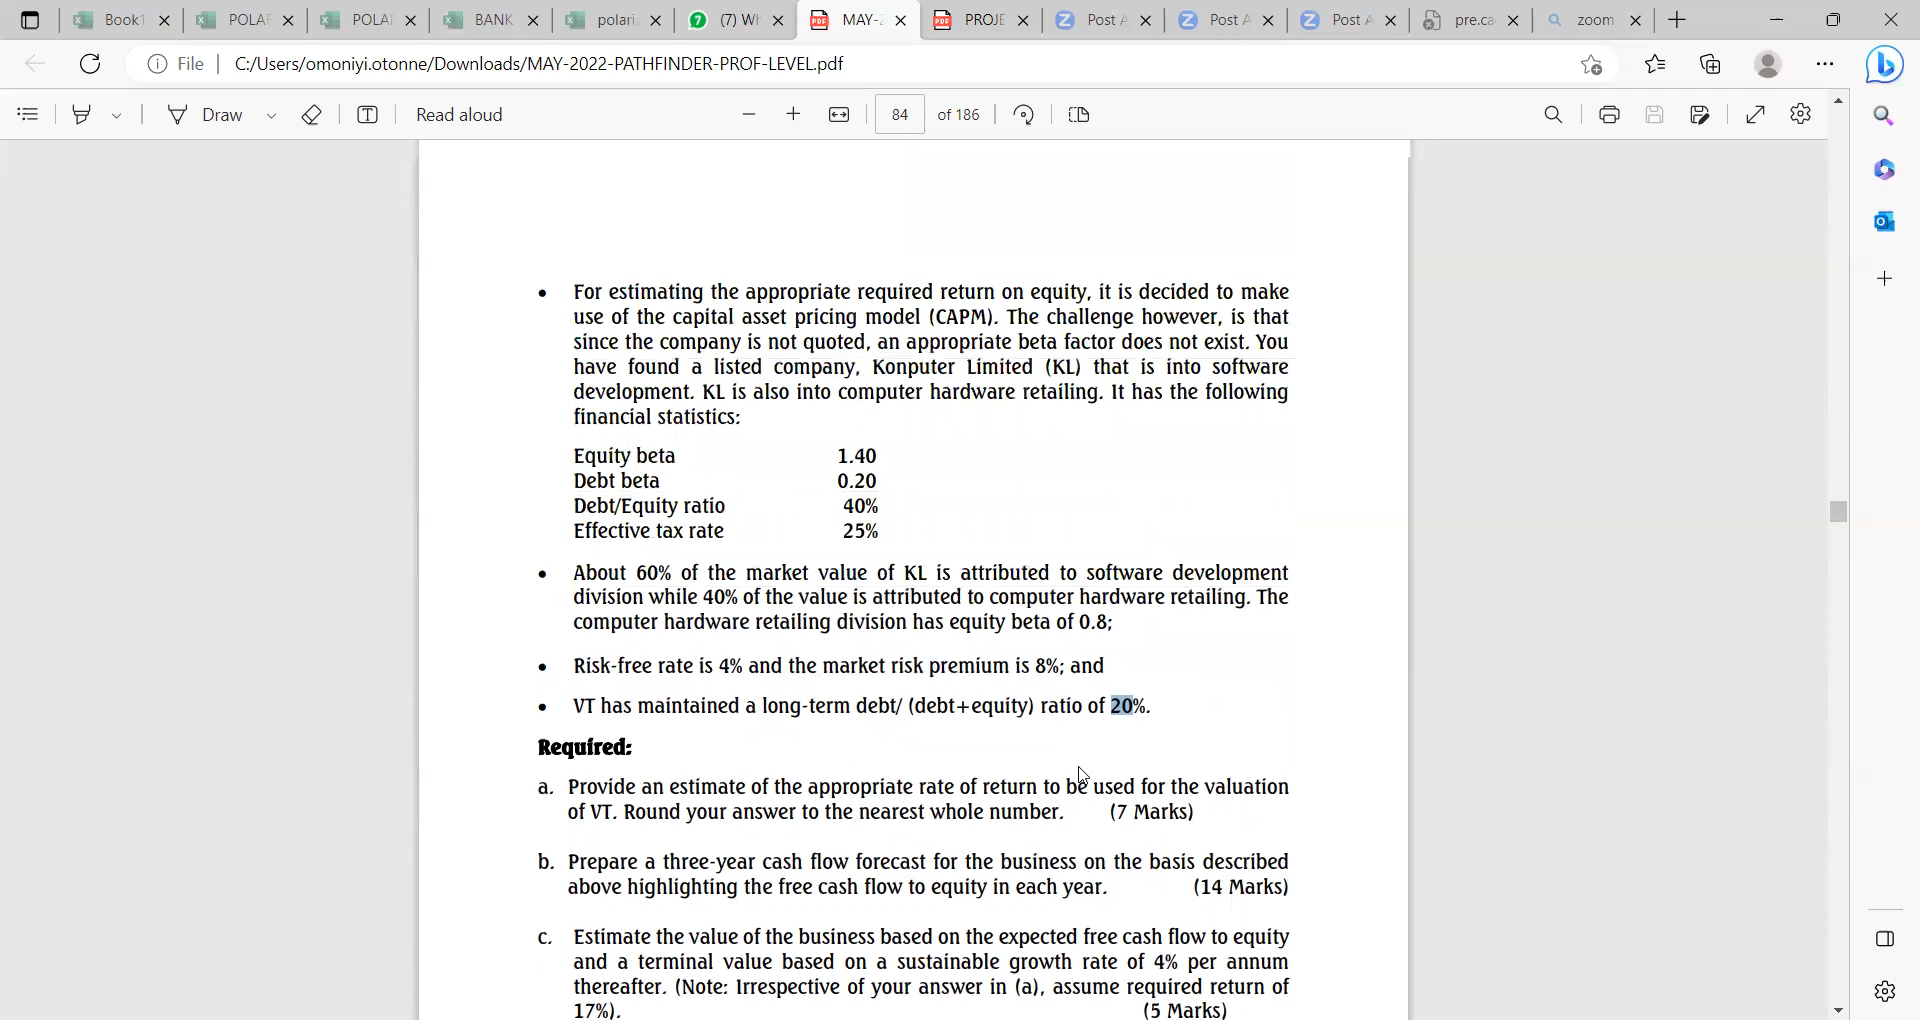 Book1
POLAR
POLAI
BANK
polari
(7) Wh
MAY-2
PROJE
Post A
Post A
Post A
pre.ca
zoom
File
C:/Users/omoniyi.otonne/Downloads/MAY-2022-PATHFINDER-PROF-LEVEL.pdf
Draw
Read aloud
84 of 186
• For estimating the appropriate required return on equity, it is decided to make
use of the capital asset pricing model (CAPM). The challenge however, is that
since the company is not quoted, an appropriate beta factor does not exist. You
have found a listed company, Konputer Limited (KL) that is into software
development. KL is also into computer hardware retailing. It has the following
financial statistics:
Equity beta 1.40
Debt beta 0.20
Debt/Equity ratio 40%
Effective tax rate 25%
• About 60% of the market value of KL is attributed to software development
division while 40% of the value is attributed to computer hardware retailing. The
computer hardware retailing division has equity beta of 0.8;
• Risk-free rate is 4% and the market risk premium is 8%; and
• VT has maintained a long-term debt/ (debt+equity) ratio of 20%.
Required:
a. Provide an estimate of the appropriate rate of return to be used for the valuation
of VT. Round your answer to the nearest whole number. (7 Marks)
b. Prepare a three-year cash flow forecast for the business on the basis described
above highlighting the free cash flow to equity in each year. (14 Marks)
c. Estimate the value of the business based on the expected free cash flow to equity
and a terminal value based on a sustainable growth rate of 4% per annum
thereafter. (Note: Irrespective of your answer in (a), assume required return of
17%). (5 Marks)